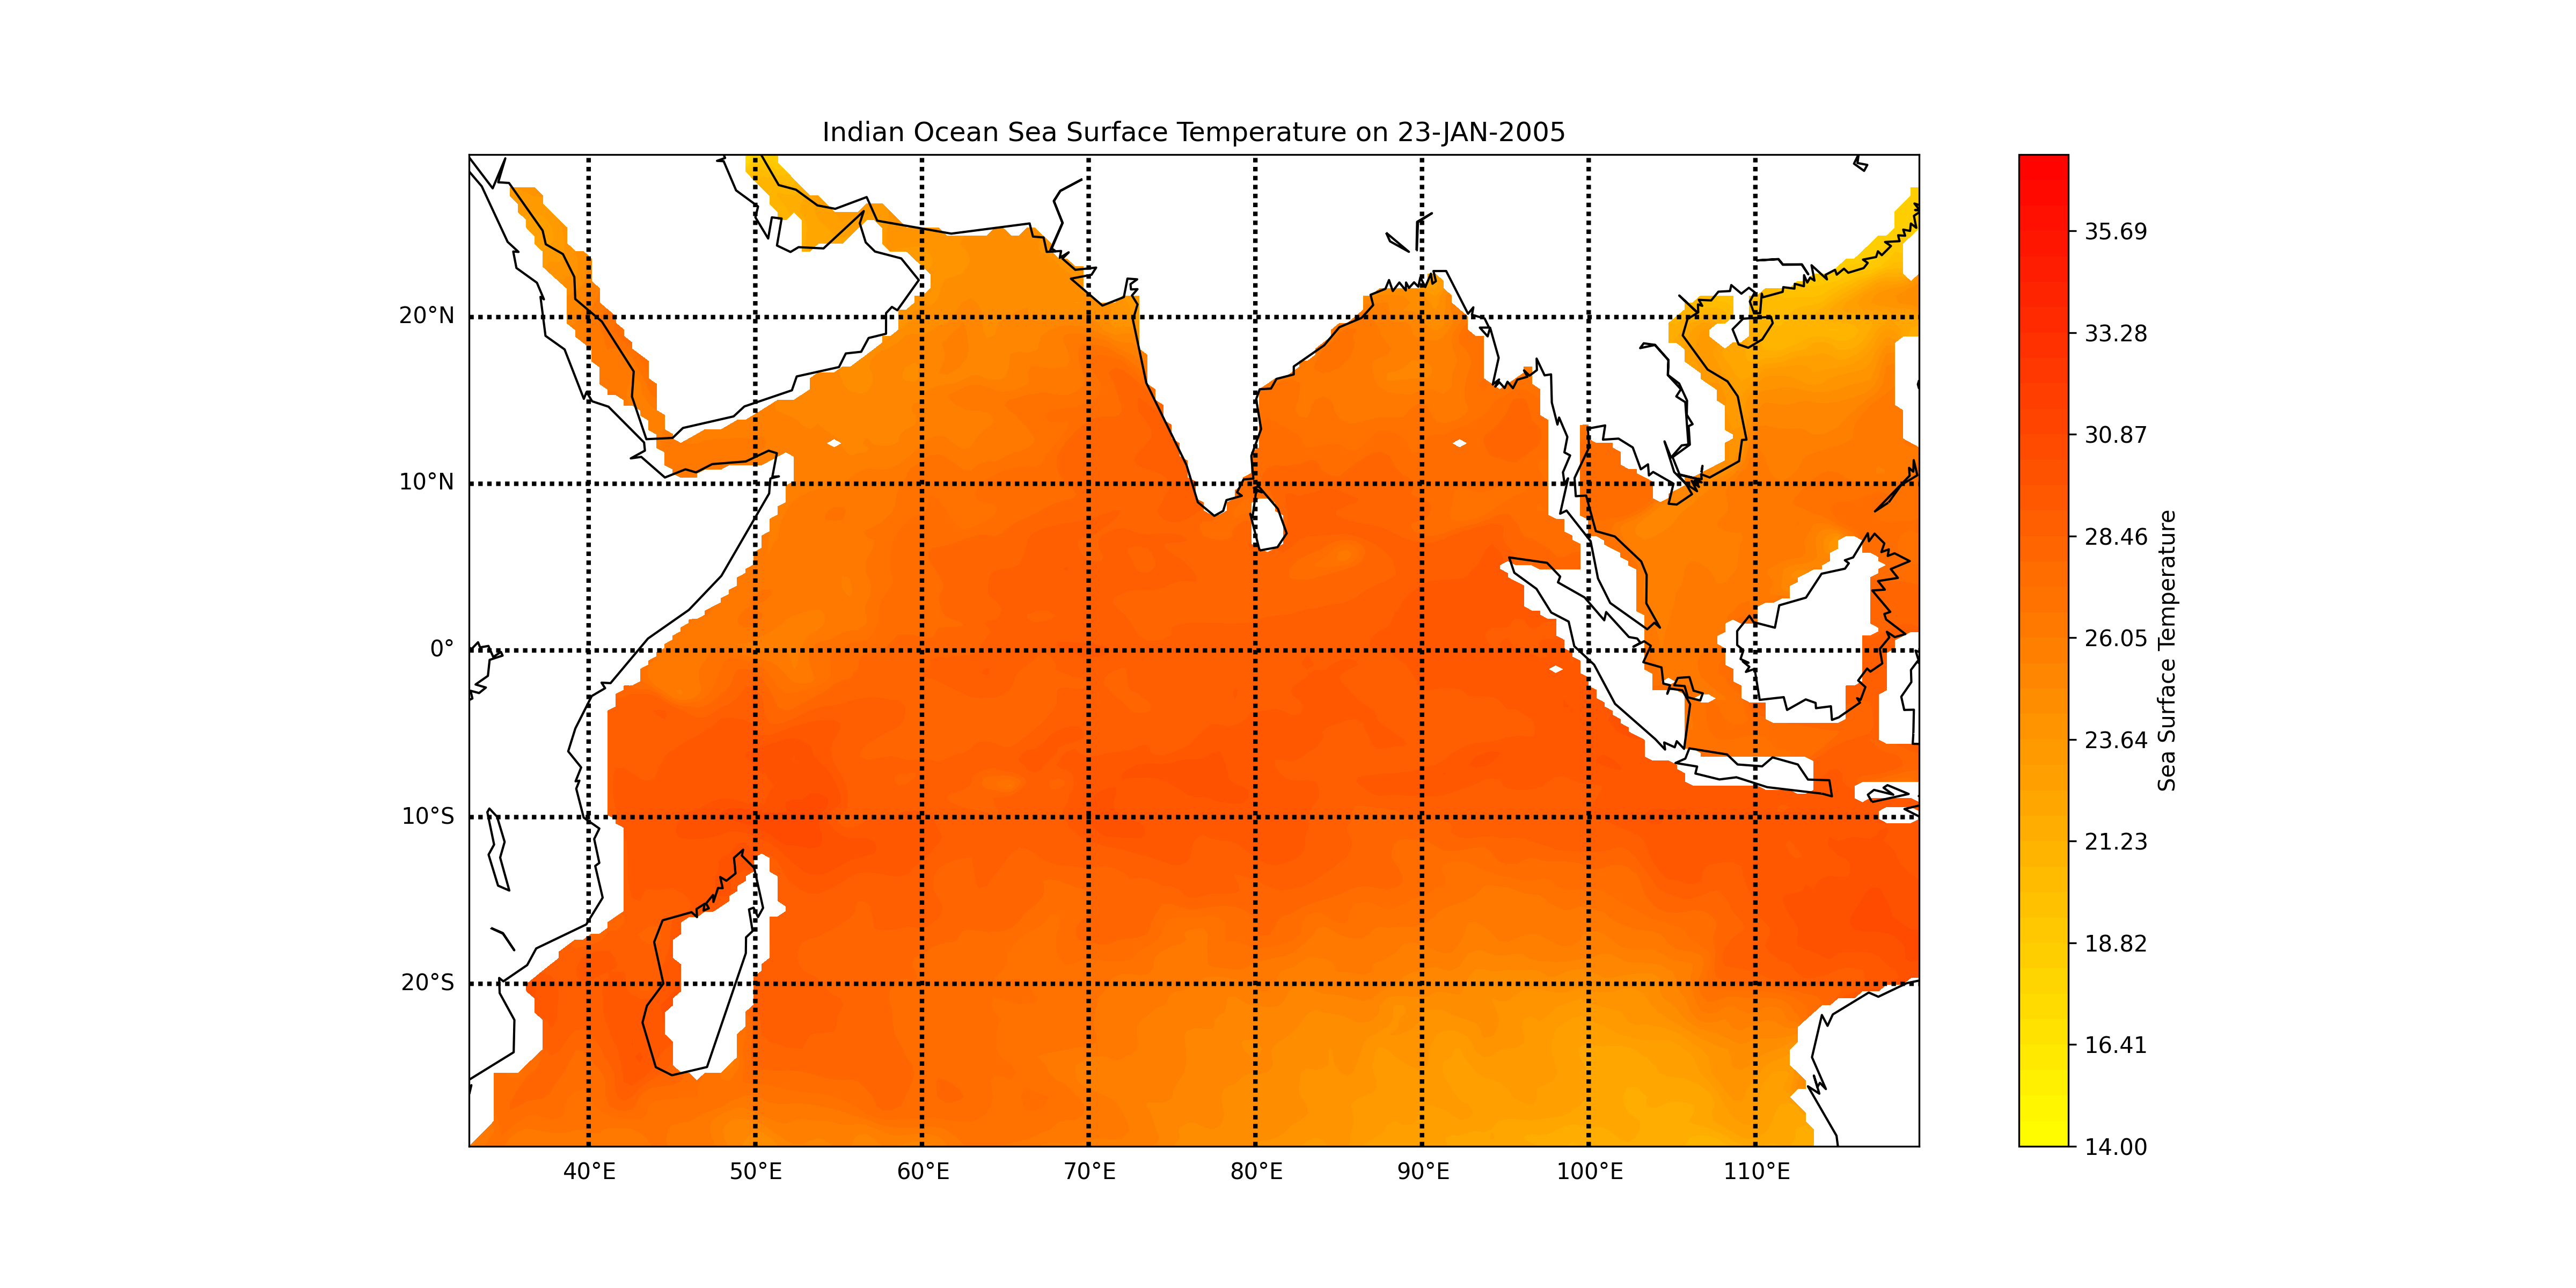 Indian Ocean Sea Surface Temperature on 23-JAN-2005
20°N
10°N
0°
10°S
20°S
40°E
50°E
60°E
70°E
80°E
90°E
100°E
110°E
35.69
33.28
30.87
28.46
26.05
23.64
21.23
18.82
16.41
14.00
Sea Surface Temperature